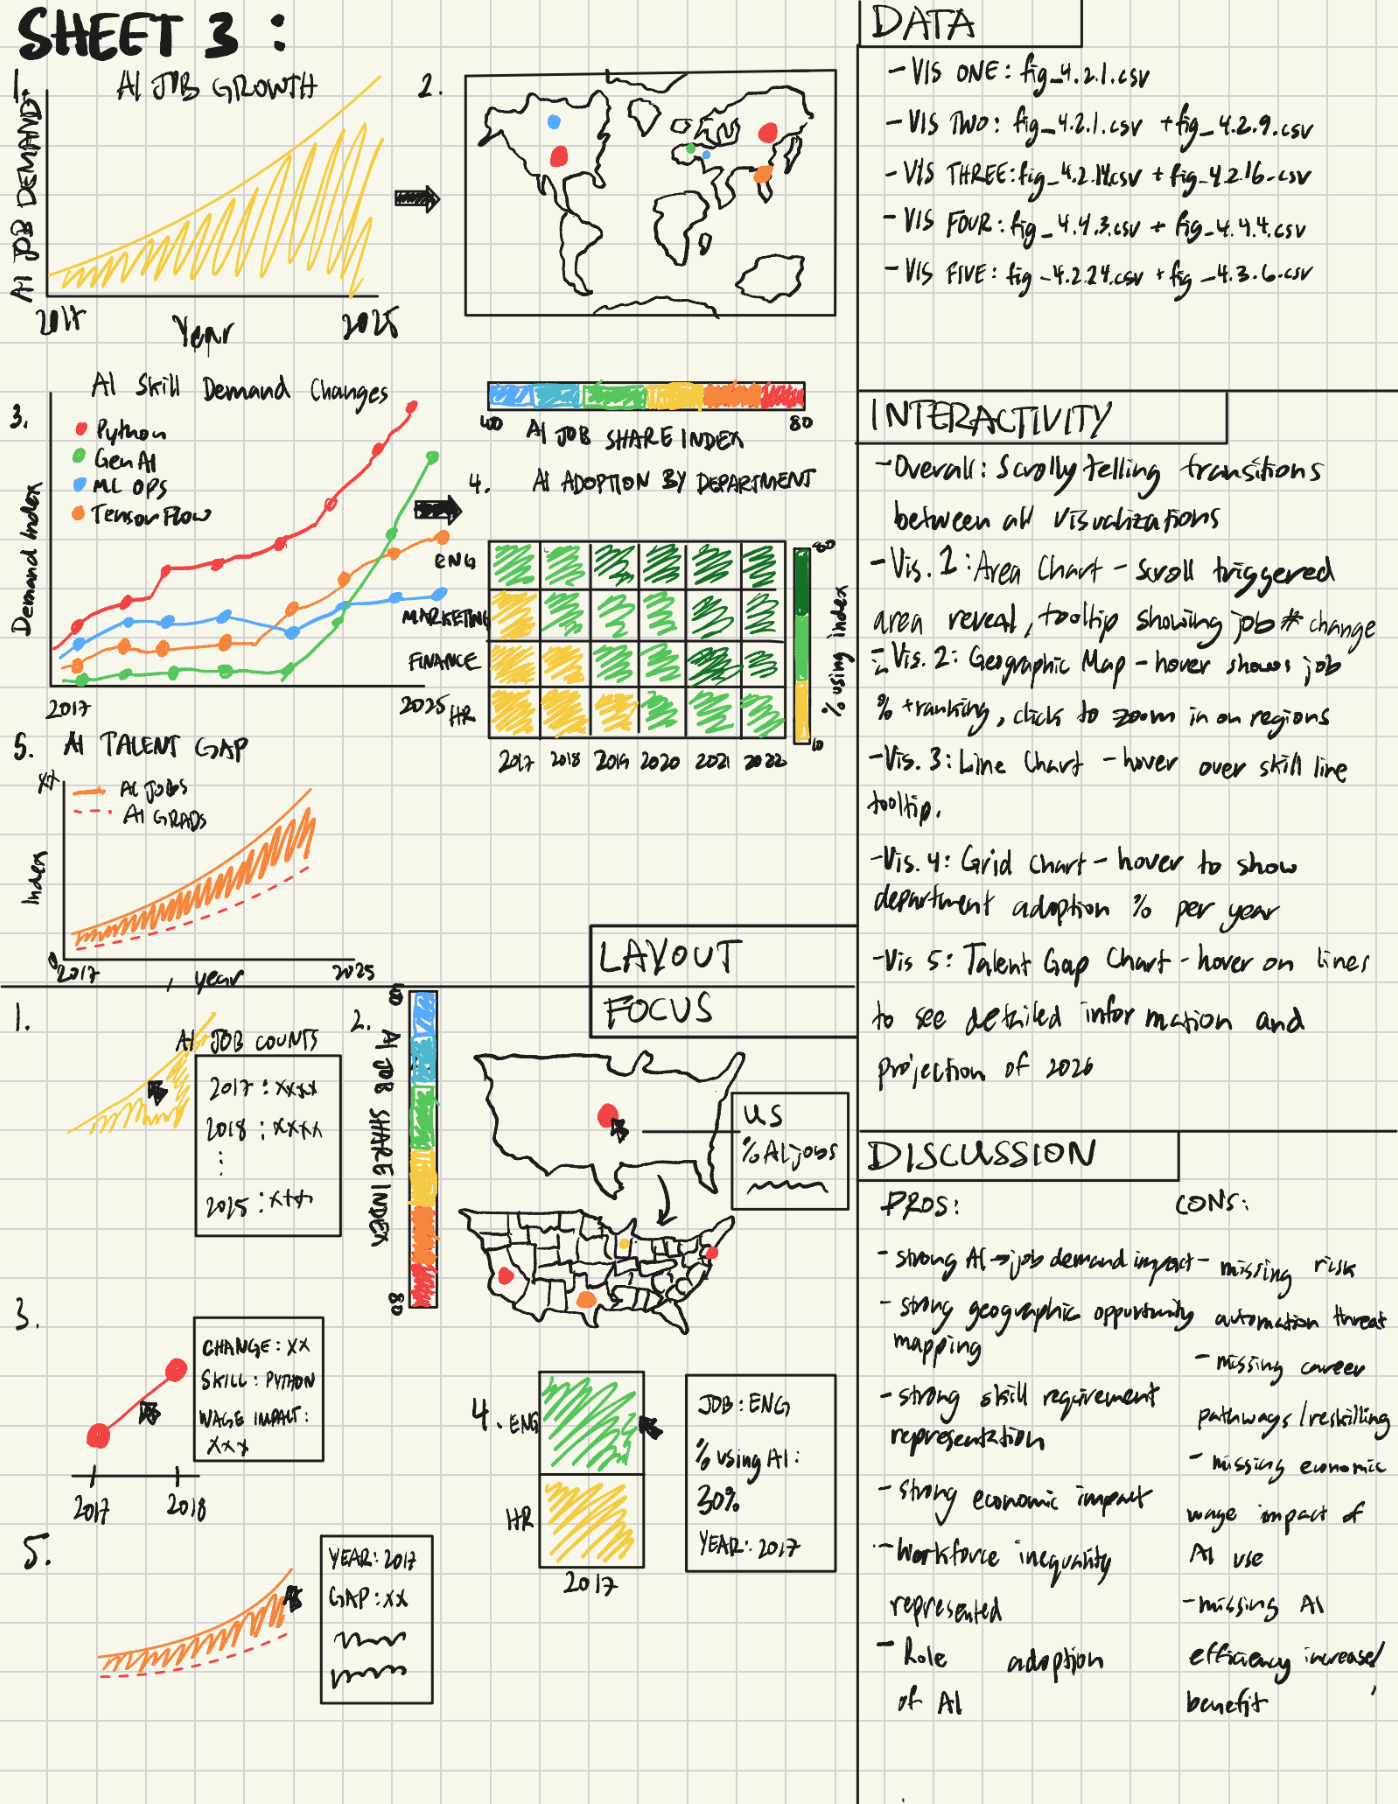 SHEET 3 :
1.
AI JOB GROWTH
AI JOB DEMAND
2017
Year
2025
2.
40
80
AI JOB SHARE INDEX
3.
AI Skill Demand Changes
Python
Gen AI
ML OPS
Tensor Flow
Demand Index
2017
2025
4.
AI ADOPTION BY DEPARTMENT
ENG
MARKETING
FINANCE
HR
2017 2018 2019 2020 2021 2022
80
% using index
10
5. AI TALENT GAP
AI JOBS
AI GRADS
Index
0
2017
year
2025
LAYOUT
FOCUS
1.
AI JOB COUNTS
2017 : xxxx
2018 : xxxx
2025 : xxx
2.
40
AI JOB SHARE INDEX
80
US
% AI jobs
3.
CHANGE : XX
SKILL : PYTHON
WAGE IMPACT :
XXX
2017
2018
4.
ENG
HR
2017
JOB : ENG
% using AI :
30%
YEAR : 2017
5.
YEAR: 2017
GAP : XX
DATA
- VIS ONE: fig_4.2.1.csv
- VIS TWO: fig_4.2.1.csv + fig_4.2.9.csv
- VIS THREE: fig_4.2.14.csv + fig_4.2.16.csv
- VIS FOUR: fig_4.4.3.csv + fig_4.4.4.csv
- VIS FIVE: fig_4.2.24.csv + fig_4.3.6.csv
INTERACTIVITY
- Overall: Scrolly telling transitions
between all visualizations
- Vis. 1: Area Chart - Scroll triggered
area reveal, tooltip showing job # change
- Vis. 2: Geographic Map - hover shows job
% + ranking, click to zoom in on regions
- Vis. 3: Line Chart - hover over skill line
tooltip.
- Vis. 4: Grid Chart - hover to show
department adoption % per year
- Vis 5: Talent Gap Chart - hover on lines
to see detailed information and
projection of 2026
DISCUSSION
PROS:
- strong AI → job demand impact
- strong geographic opportunity
mapping
- strong skill requirement
representation
- strong economic impact
- Workforce inequality
represented
- Role adoption
of AI
CONS:
- missing risk
automation threat
- missing career
pathways / reskilling
- missing economic
wage impact of
AI use
- missing AI
efficiency increase/
benefit